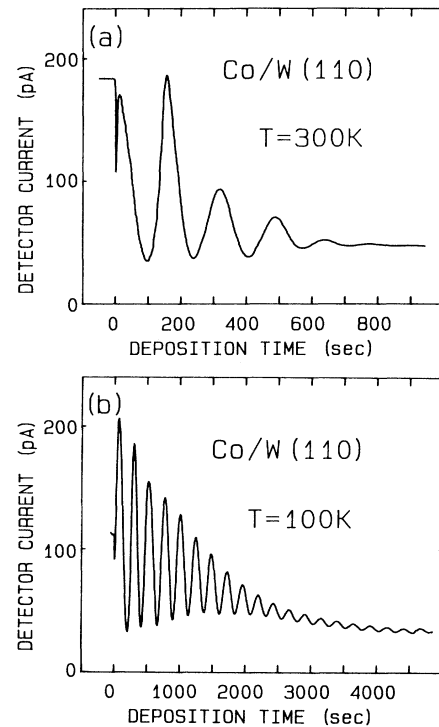 (a)
Co/W(110)
T=300K
DETECTOR CURRENT (pA)
200
100
0
0 200 400 600 800
DEPOSITION TIME (sec)
(b)
Co/W(110)
T=100K
DETECTOR CURRENT (pA)
200
100
0
0 1000 2000 3000 4000
DEPOSITION TIME (sec)